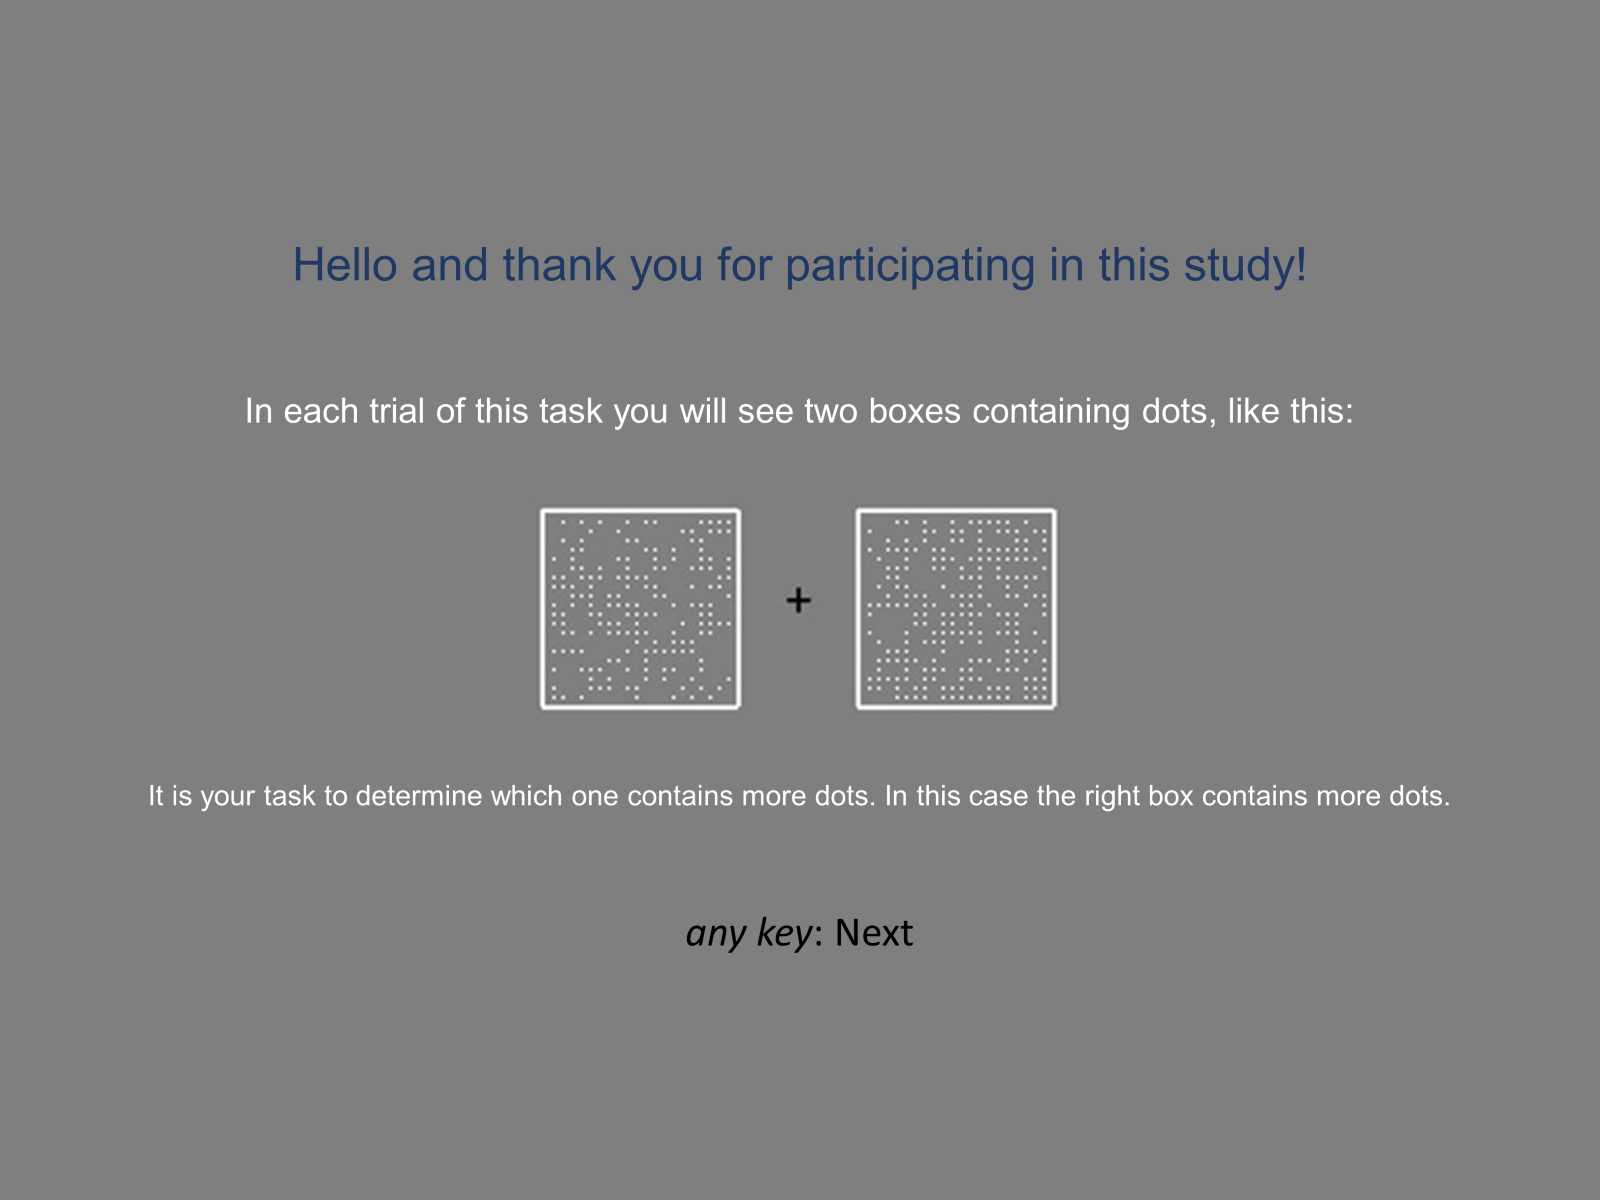 Hello and thank you for participating in this study!
In each trial of this task you will see two boxes containing dots, like this:
+
It is your task to determine which one contains more dots. In this case the right box contains more dots.
any key: Next